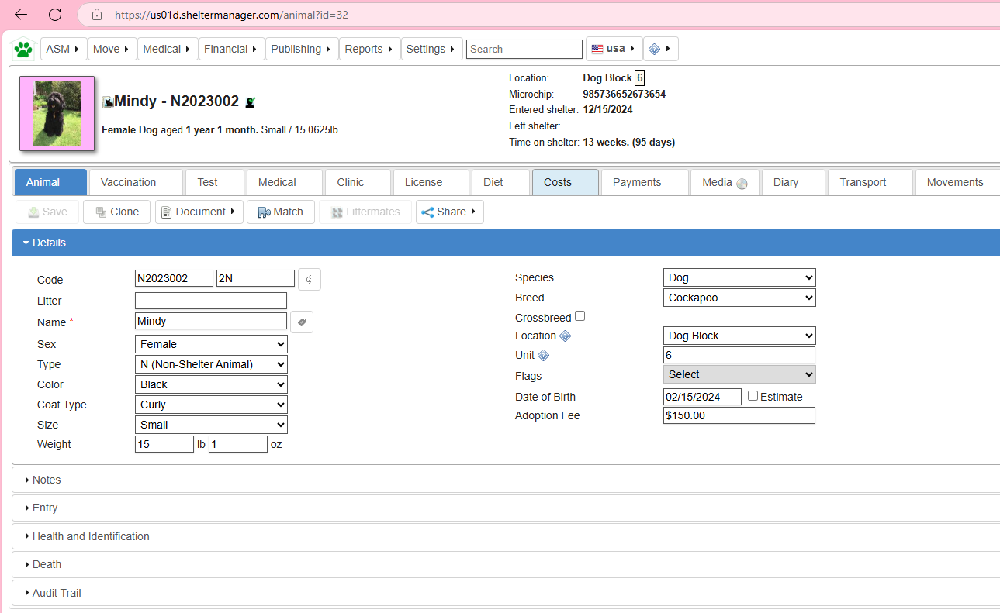 https://us01d.sheltermanager.com/animal?id=32
ASM Move Medical Financial Publishing Reports Settings Search usa
Mindy - N2023002
Female Dog aged 1 year 1 month. Small / 15.0625lb
Location: Dog Block 6
Microchip: 985736652673654
Entered shelter: 12/15/2024
Left shelter:
Time on shelter: 13 weeks. (95 days)
Animal Vaccination Test Medical Clinic License Diet Costs Payments Media Diary Transport Movements
Save Clone Document Match Littermates Share
Details
Code N2023002 2N
Litter
Name * Mindy
Sex Female
Type N (Non-Shelter Animal)
Color Black
Coat Type Curly
Size Small
Weight 15 lb 1 oz
Species Dog
Breed Cockapoo
Crossbreed
Location Dog Block
Unit 6
Flags Select
Date of Birth 02/15/2024 Estimate
Adoption Fee $150.00
Notes
Entry
Health and Identification
Death
Audit Trail